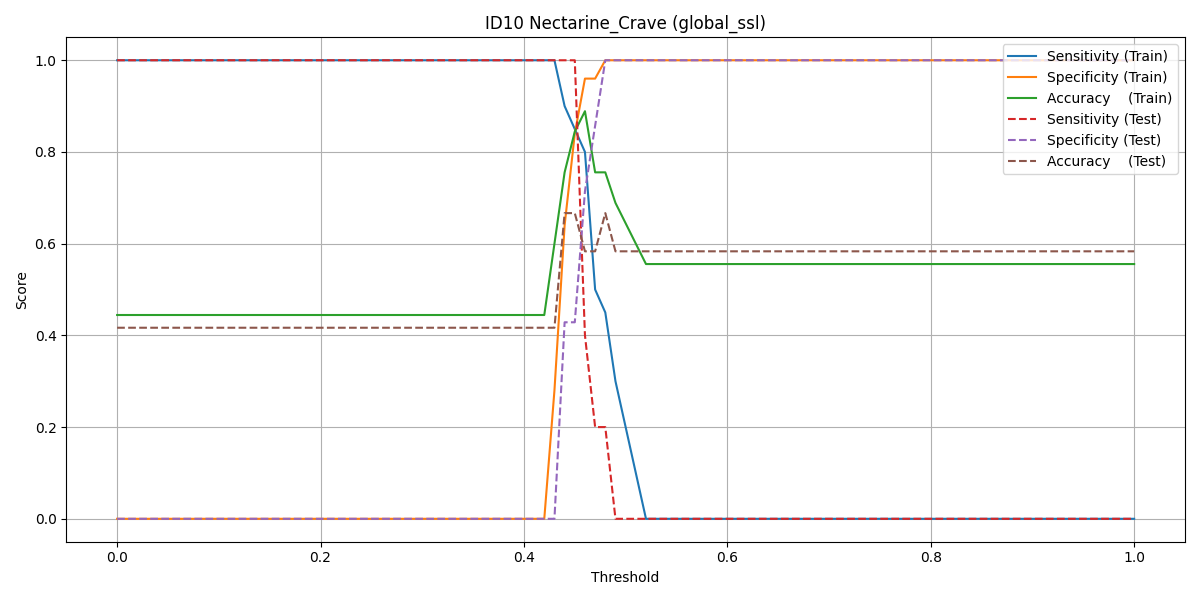 ID10 Nectarine_Crave (global_ssl)
Sensitivity (Train)
Specificity (Train)
Accuracy    (Train)
Sensitivity (Test)
Specificity (Test)
Accuracy    (Test)
Score
1.0
0.8
0.6
0.4
0.2
0.0
0.0 0.2 0.4 0.6 0.8 1.0
Threshold